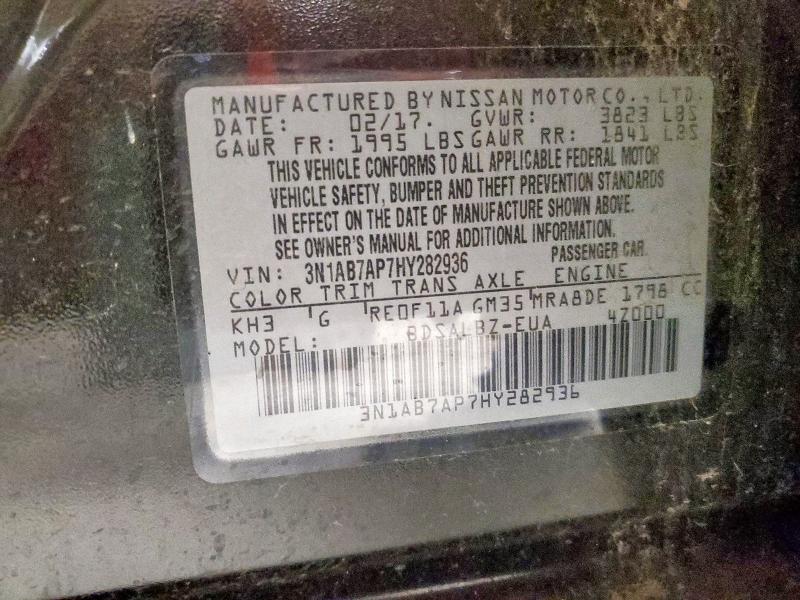 MANUFACTURED BY NISSAN MOTOR CO., LTD.
DATE: 02/17. GVWR: 3823 LBS
GAWR FR: 1995 LBS GAWR RR: 1841 LBS
THIS VEHICLE CONFORMS TO ALL APPLICABLE FEDERAL MOTOR
VEHICLE SAFETY, BUMPER AND THEFT PREVENTION STANDARDS
IN EFFECT ON THE DATE OF MANUFACTURE SHOWN ABOVE.
SEE OWNER'S MANUAL FOR ADDITIONAL INFORMATION.
VIN: 3N1AB7AP7HY282936 PASSENGER CAR.
COLOR TRIM TRANS AXLE ENGINE
KH3 G RE0F11A GM35 MRA8DE 1798 CC
MODEL: BDSALBZ-EUA 4Z000
3N1AB7AP7HY282936